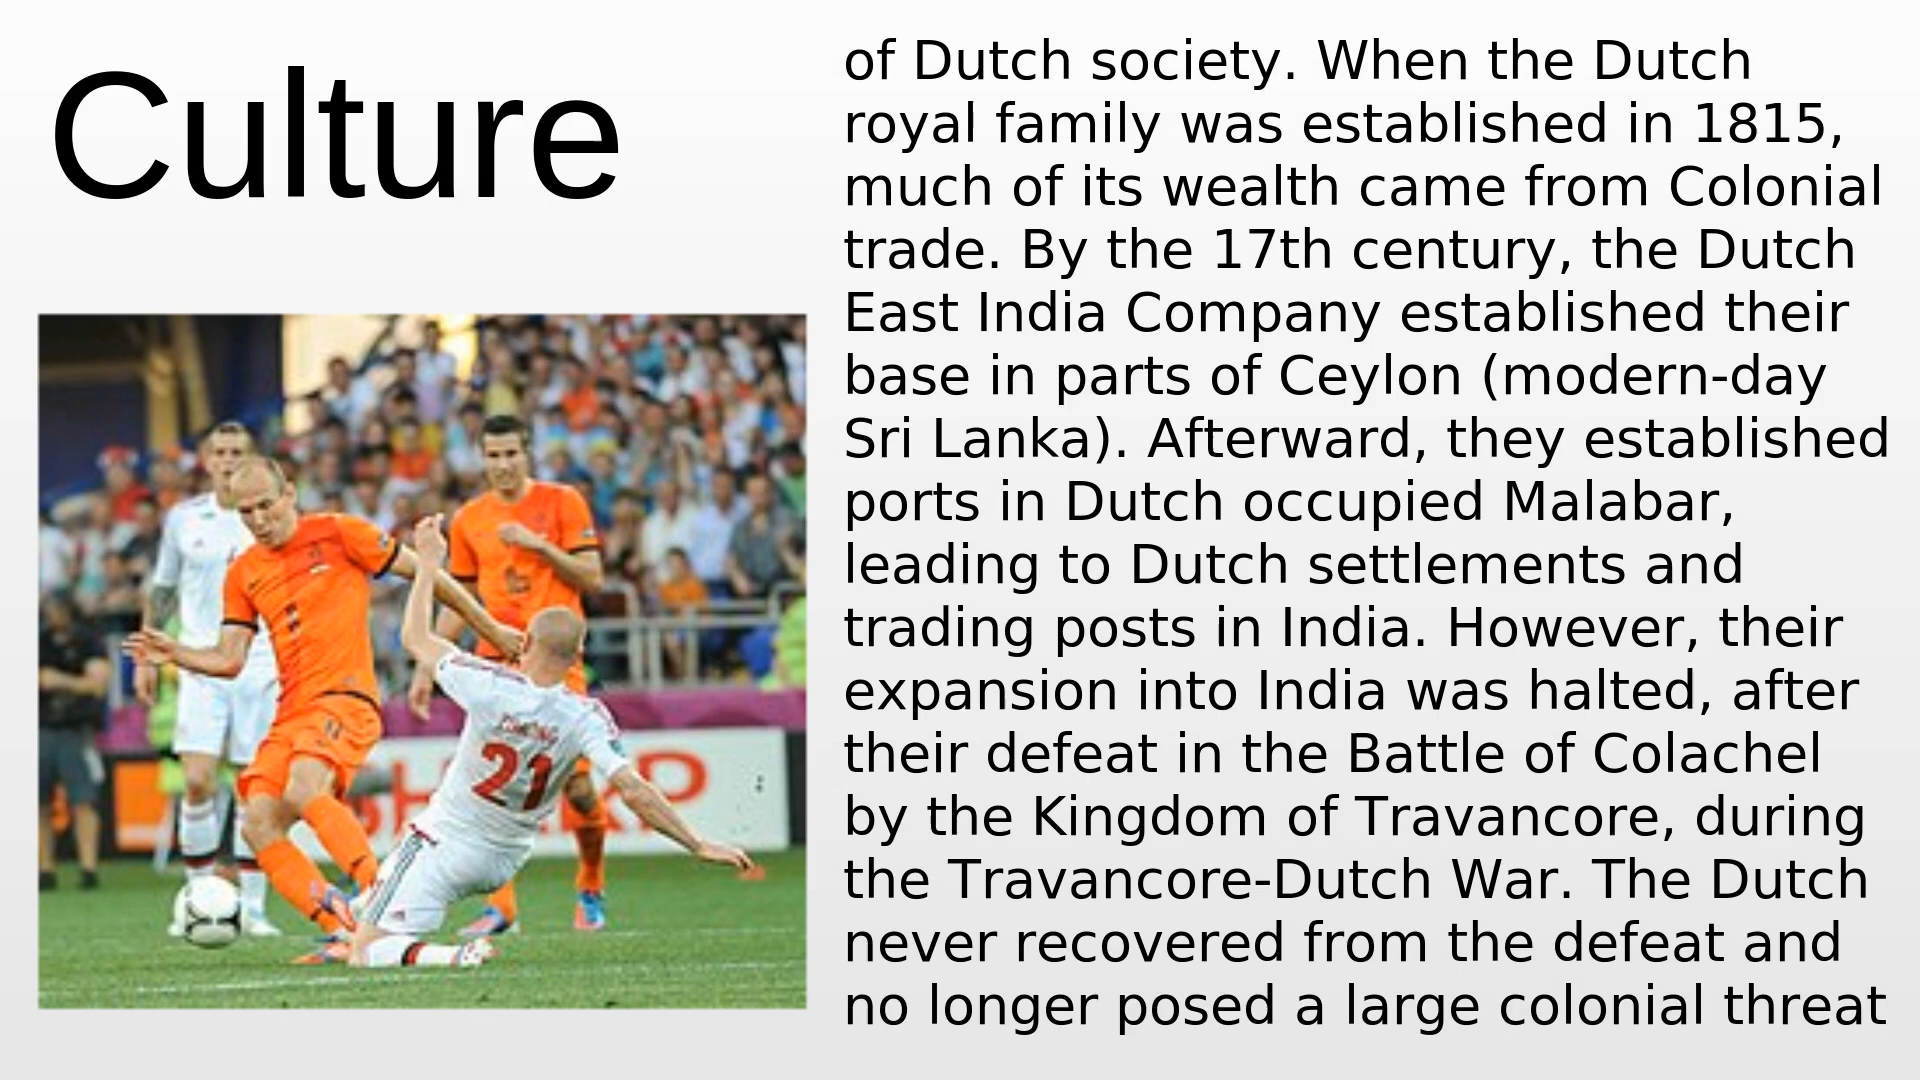 Culture
of Dutch society. When the Dutch
royal family was established in 1815,
much of its wealth came from Colonial
trade. By the 17th century, the Dutch
East India Company established their
base in parts of Ceylon (modern-day
Sri Lanka). Afterward, they established
ports in Dutch occupied Malabar,
leading to Dutch settlements and
trading posts in India. However, their
expansion into India was halted, after
their defeat in the Battle of Colachel
by the Kingdom of Travancore, during
the Travancore-Dutch War. The Dutch
never recovered from the defeat and
no longer posed a large colonial threat
21